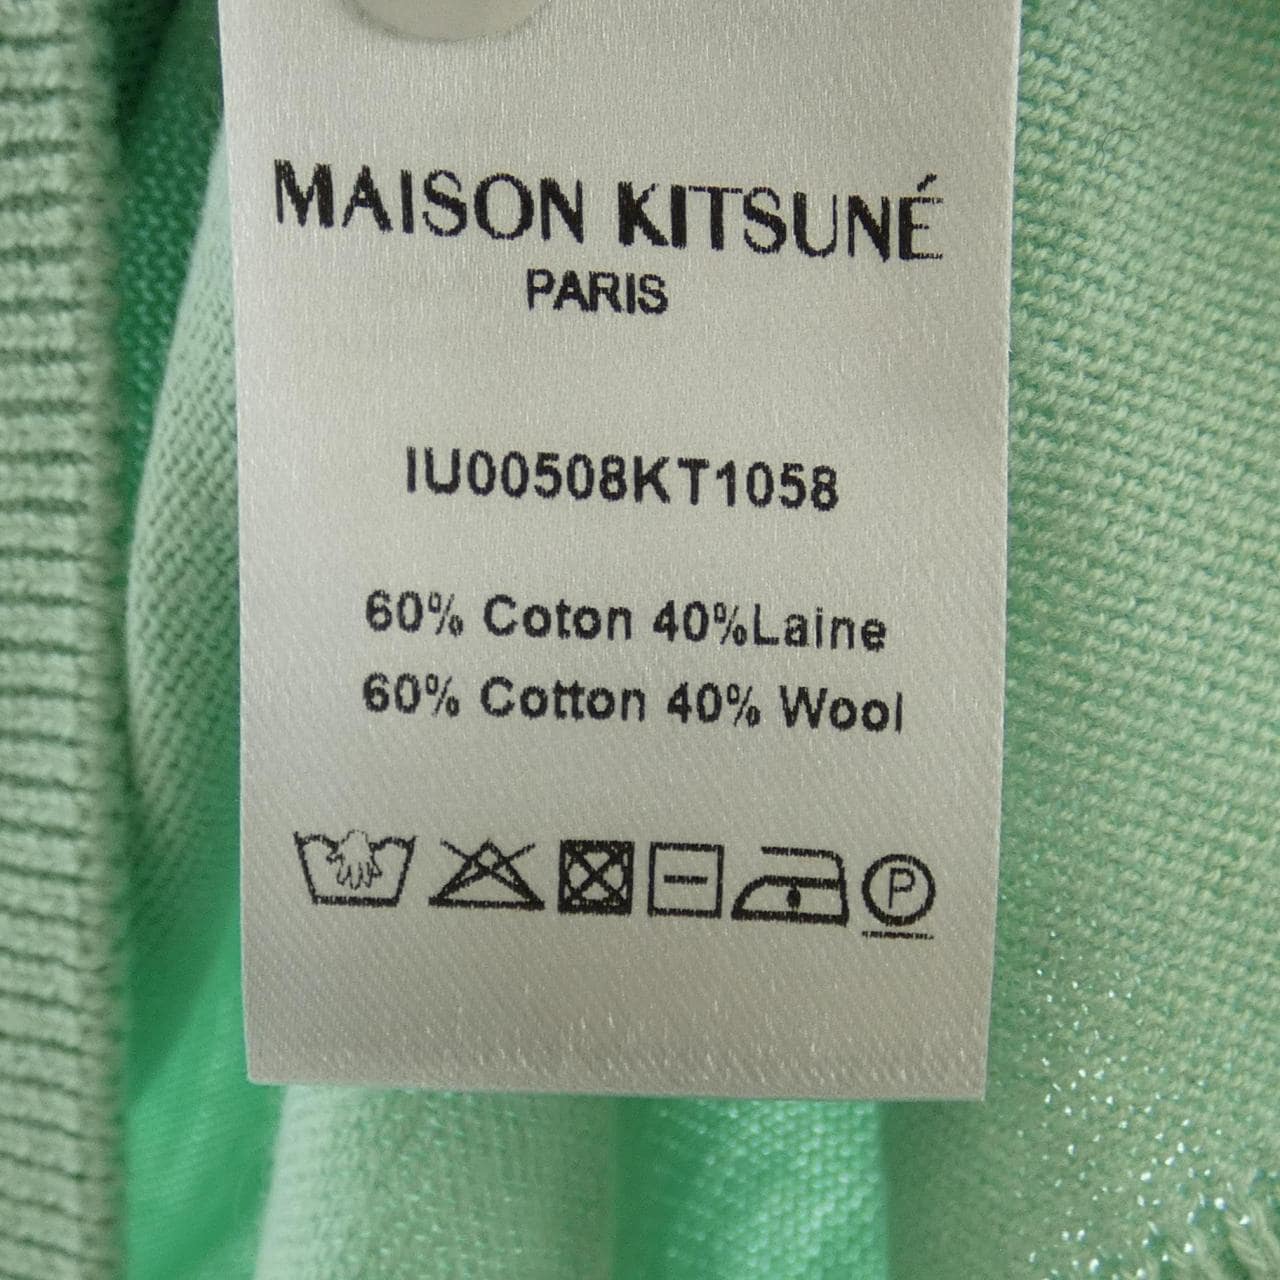 MAISON KITSUNÉ
PARIS
IU00508KT1058
60% Coton 40%Laine
60% Cotton 40% Wool
P